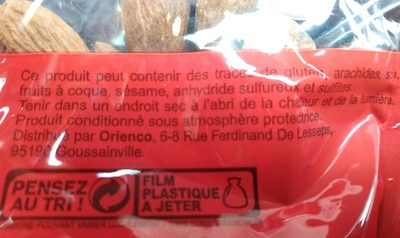 Ce produit peut contenir des traces de gluten, arachides,
fruits à coque, sésame, anhydride sulfureux et sulfites
Tenir dans un endroit sec à l'abri de la chaleur et de la lumière.
Produit conditionné sous atmosphère protectrice.
Distribué par Orienco, 6-8 Rue Ferdinand De Lesseps,
95190 Goussainville.
PENSEZ
AU TRI !
FILM
PLASTIQUE
A JETER